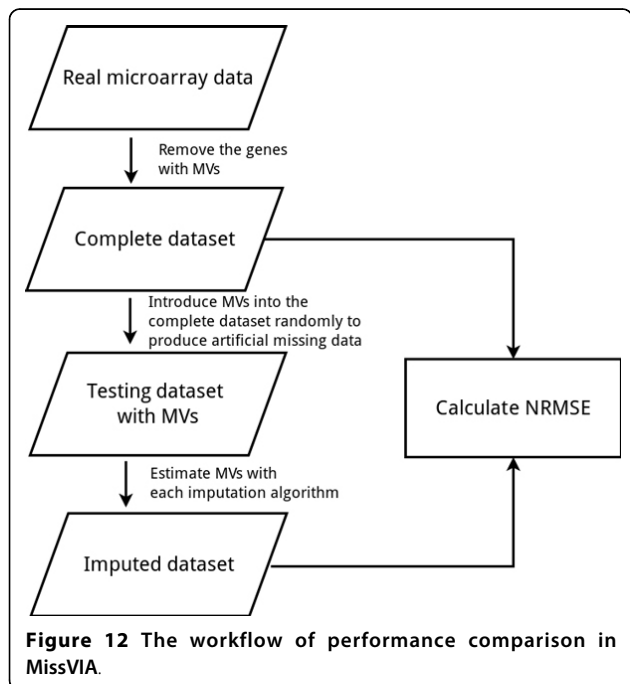 Real microarray data
Remove the genes
with MVs
Complete dataset
Introduce MVs into the
complete dataset randomly to
produce artificial missing data
Testing dataset
with MVs
Calculate NRMSE
Estimate MVs with
each imputation algorithm
Imputed dataset
Figure 12 The workflow of performance comparison in
MissVIA.